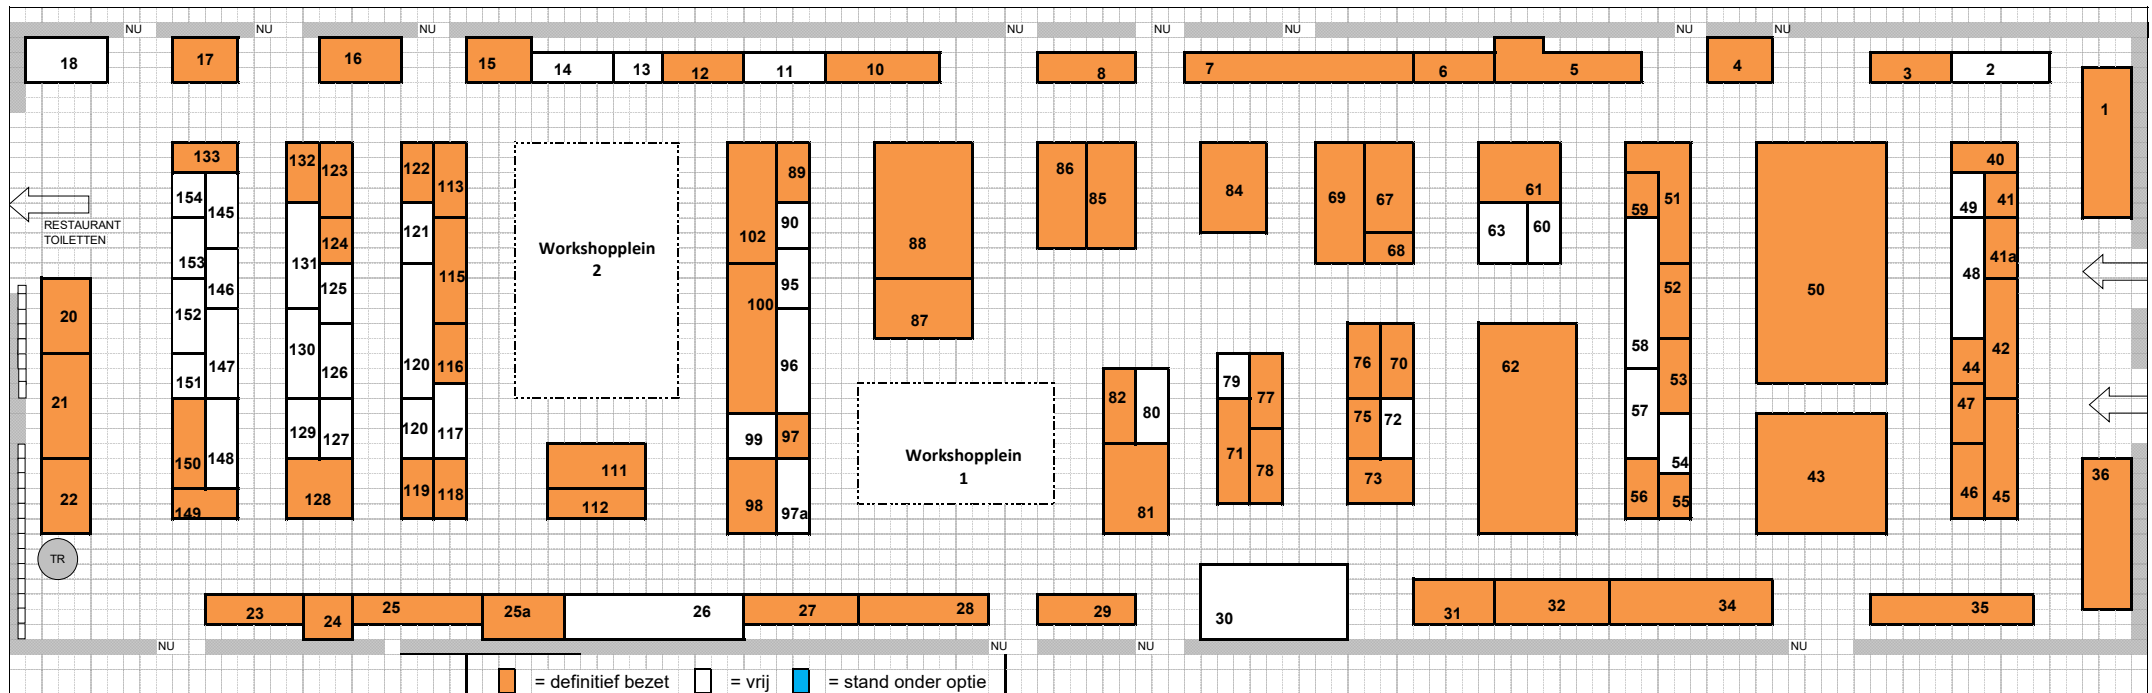 NU NU NU NU NU NU NU NU
18 17 16 15 14 13 12 11 10 8 7 6 5 4 3 2
1
133 132 123 122 113 89 86 85 84 69 67 61 59 51 40
154 145 121 90 102 88 68 63 60 49 41
RESTAURANT
TOILETTEN
Workshopplein
2
153 131 124 115 95 52 50 48 41a
146 125 100
20 152 130 87
147 126 120 116 96 76 70 62 58 53 44 42
151 79 77
21 82 80 75 72 57 47
129 127 120 117 99 97
Workshopplein
1
150 148 111 71 78 73 54 43 36
22 149 128 119 118 112 98 97a 81 56 55 46 45
TR
23 24 25 25a 26 27 28 29 30 31 32 34 35
NU NU NU NU
= definitief bezet = vrij = stand onder optie